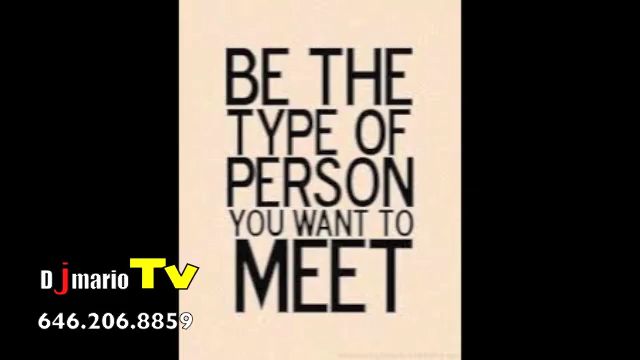 BE THE
TYPE OF
PERSON
YOU WANT TO
MEET
DjmarioTv
646.206.8859